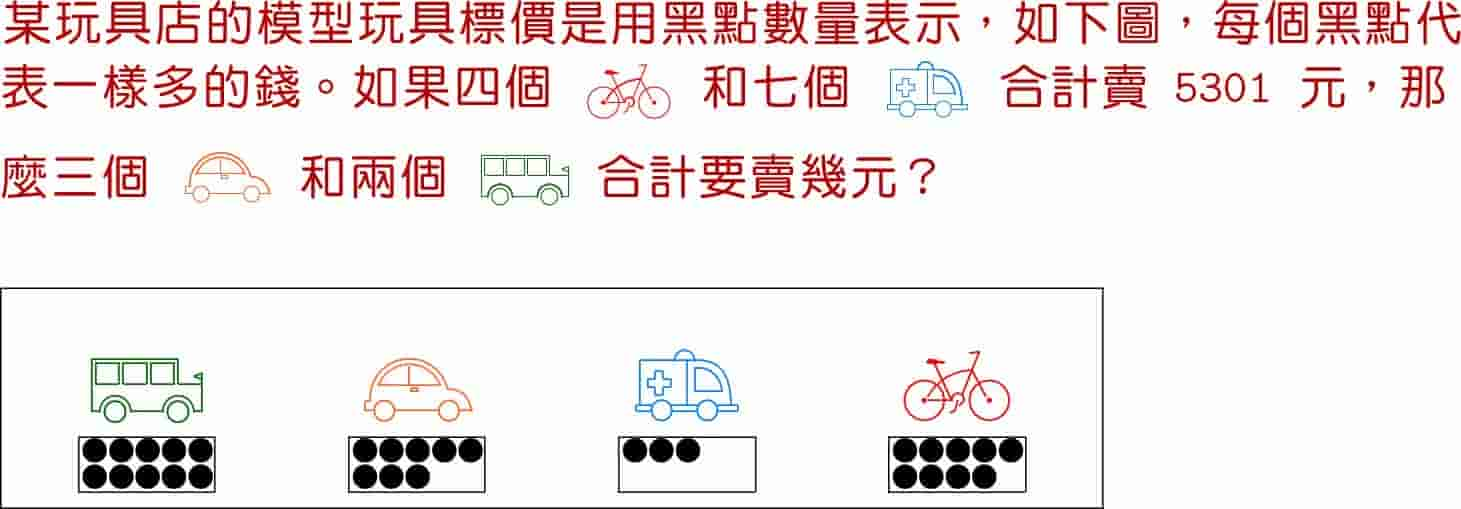 某玩具店的模型玩具標價是用黑點數量表示，如下圖，每個黑點代
表一樣多的錢。如果四個 和七個 合計賣 5301 元，那
麼三個 和兩個 合計要賣幾元？